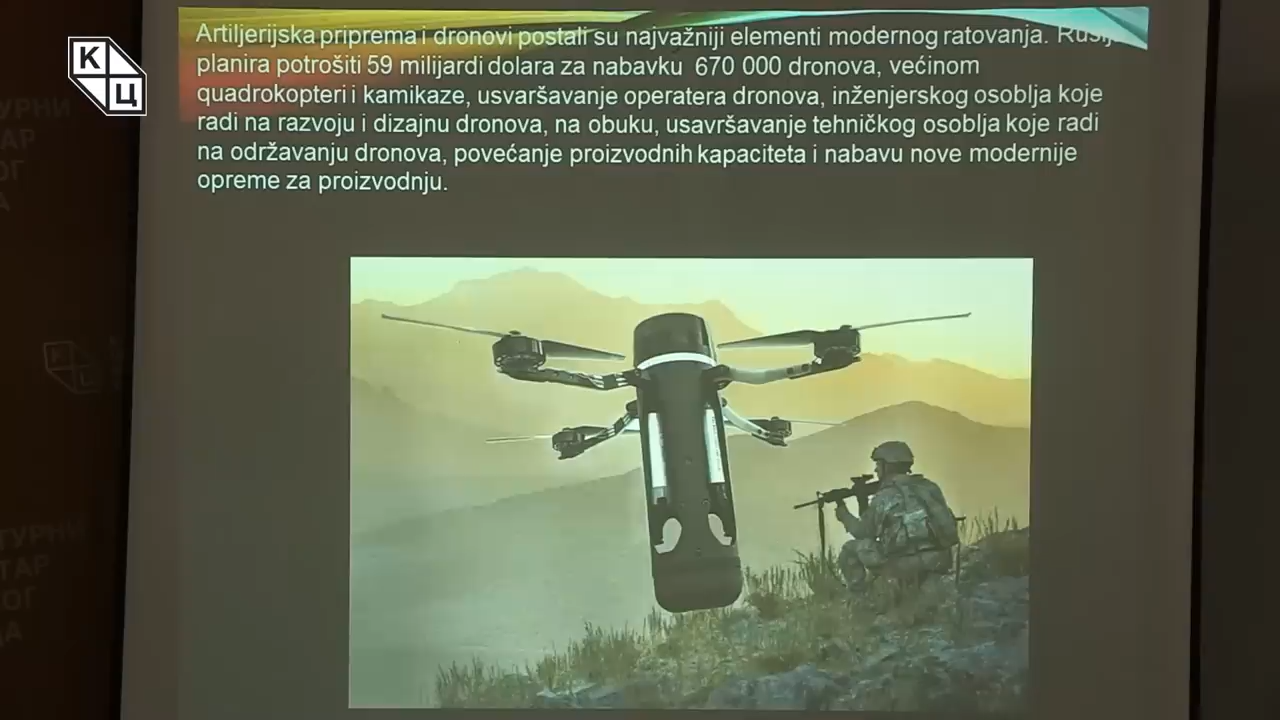 К
Ц
Artiljerijska priprema i dronovi postali su najvažniji elementi modernog ratovanja.
planira potrošiti 59 milijardi dolara za nabavku 670 000 dronova, većinom
quadrokopteri i kamikaze, usvaršavanje operatera dronova, inženjerskog osoblja koje
radi na razvoju i dizajnu dronova, na obuku, usavršavanje tehničkog osoblja koje radi
na održavanju dronova, povećanje proizvodnih kapaciteta i nabavu nove modernije
opreme za proizvodnju.